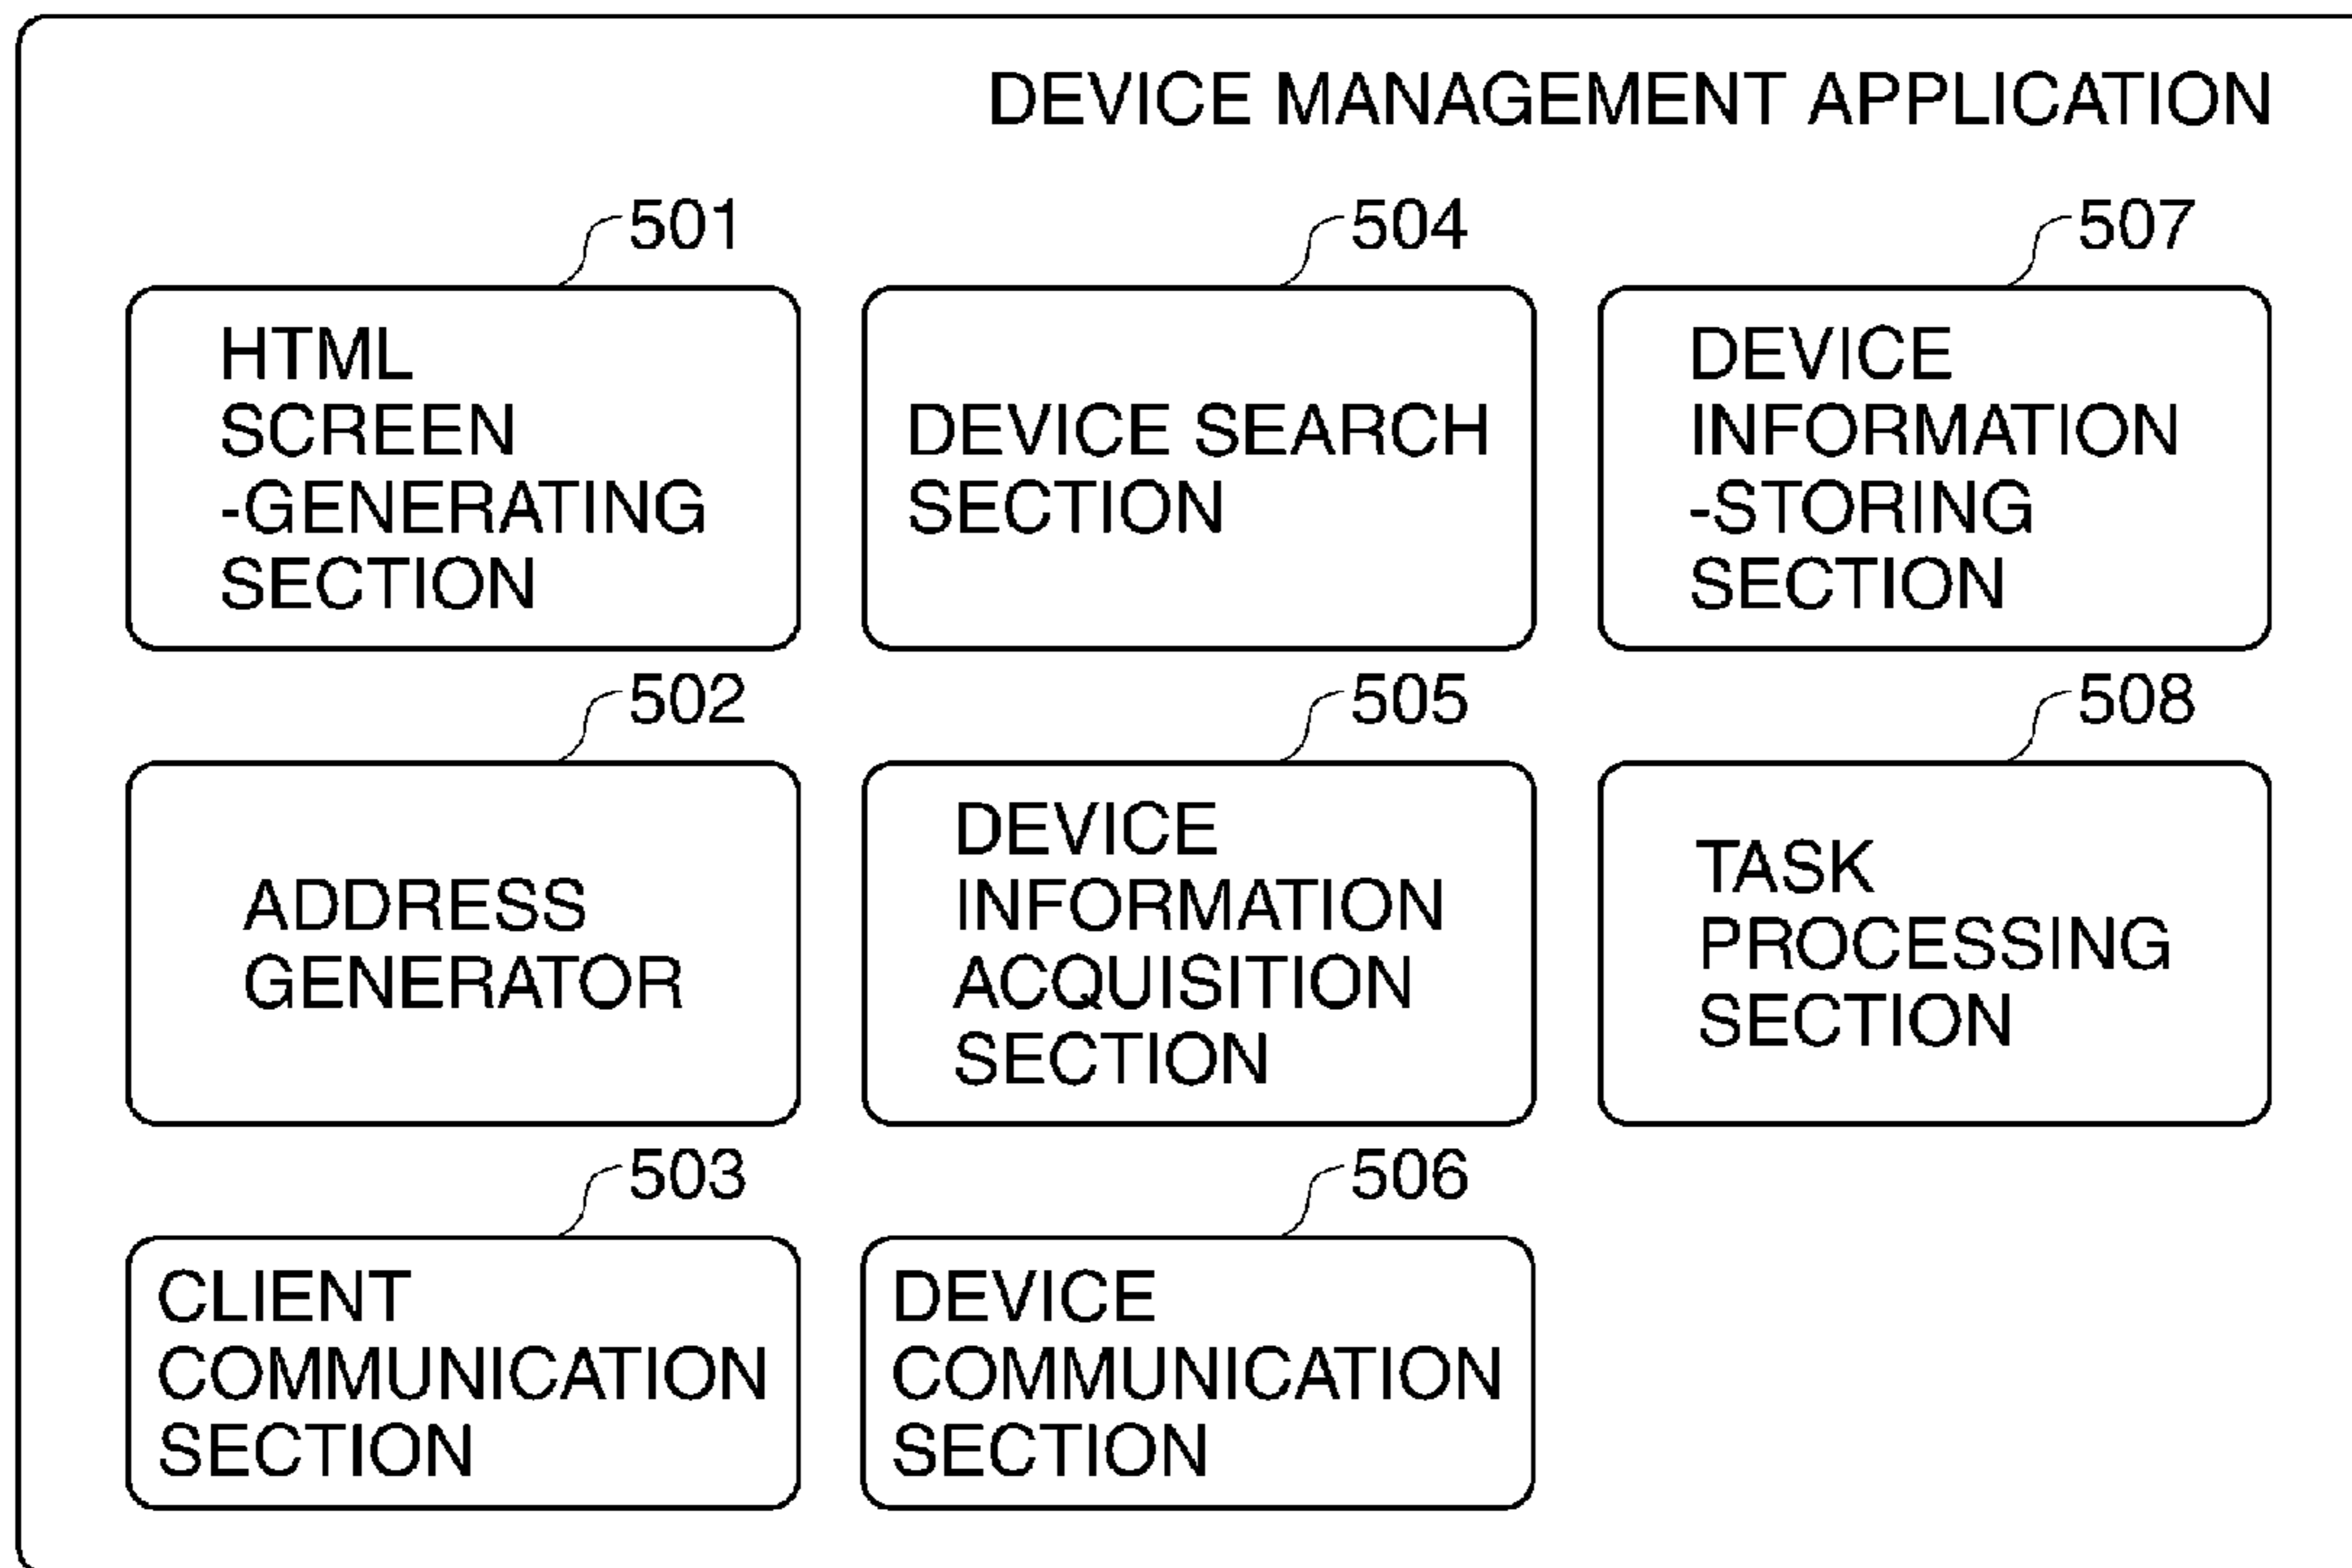 DEVICE MANAGEMENT APPLICATION
501
HTML
SCREEN
-GENERATING
SECTION
504
DEVICE SEARCH
SECTION
507
DEVICE
INFORMATION
-STORING
SECTION
502
ADDRESS
GENERATOR
505
DEVICE
INFORMATION
ACQUISITION
SECTION
508
TASK
PROCESSING
SECTION
503
CLIENT
COMMUNICATION
SECTION
506
DEVICE
COMMUNICATION
SECTION